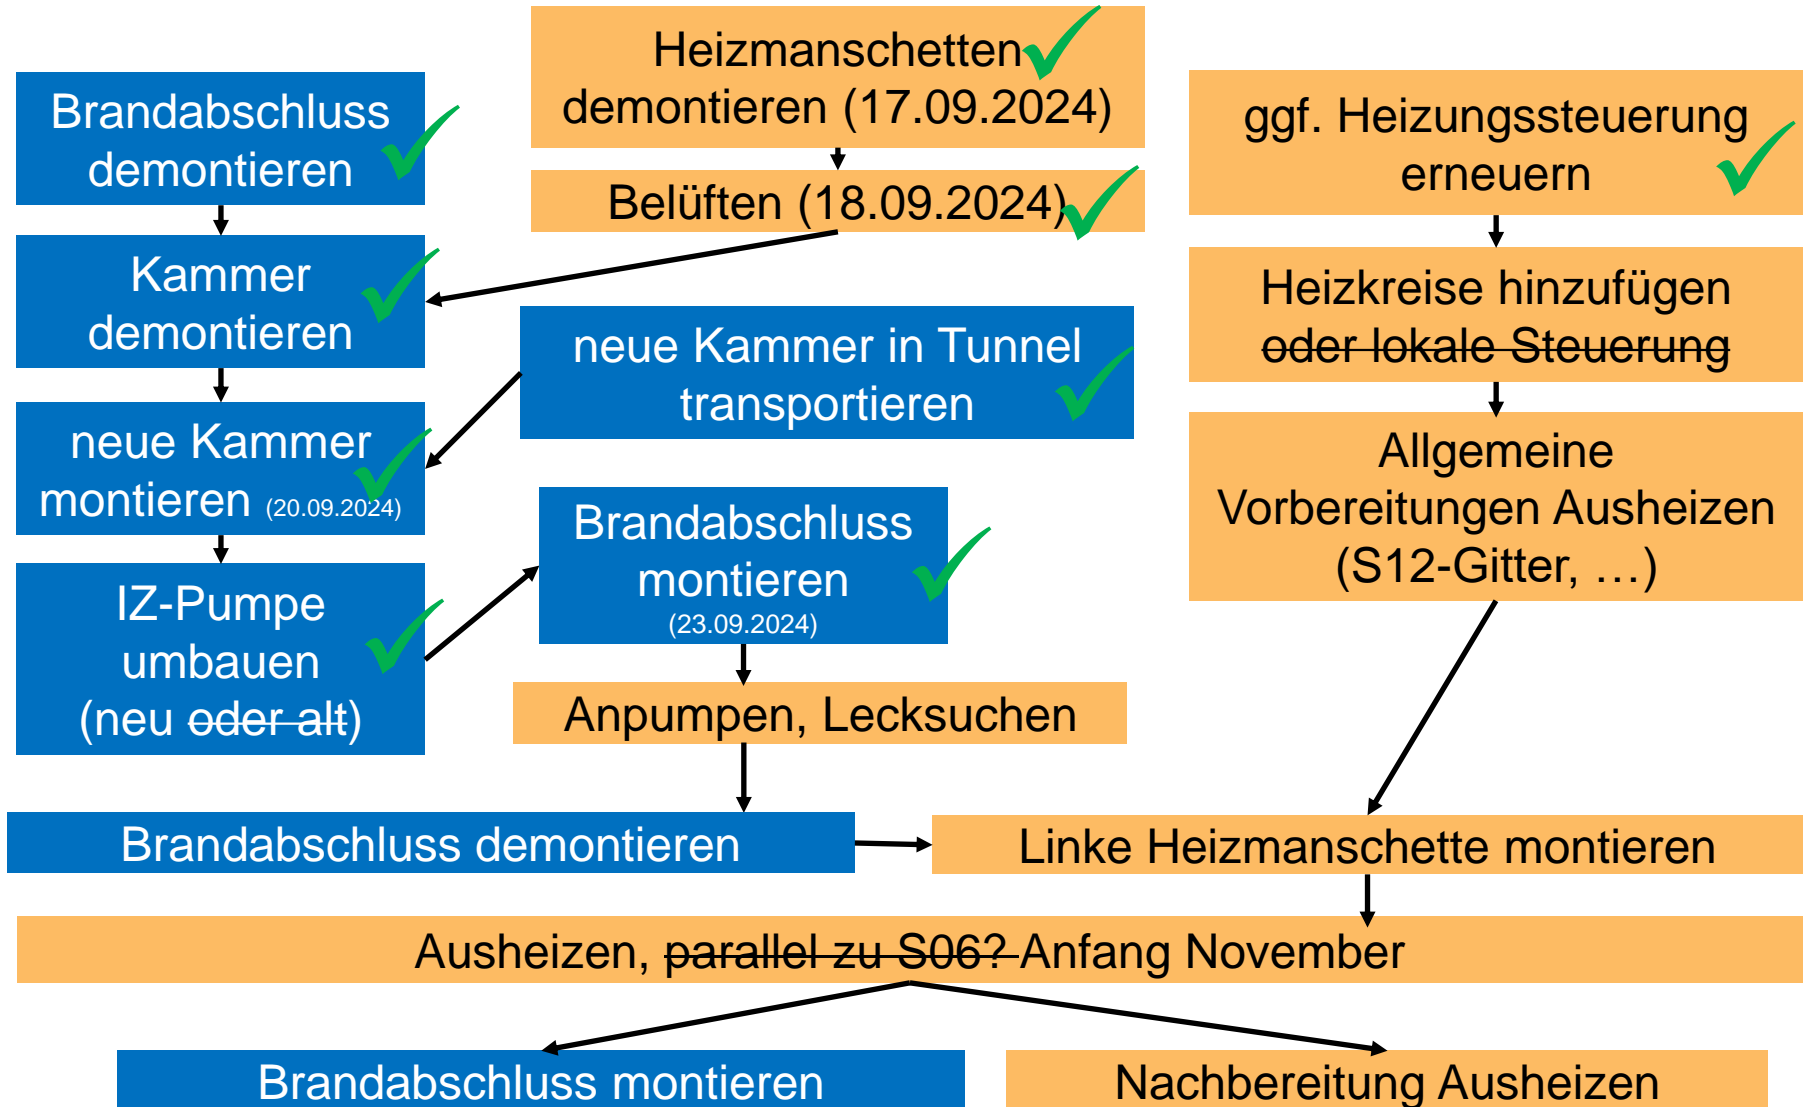 Brandabschluss
demontieren
Heizmanschetten
demontieren (17.09.2024)
Belüften (18.09.2024)
ggf. Heizungssteuerung
erneuern
Kammer
demontieren
neue Kammer in Tunnel
transportieren
Heizkreise hinzufügen
oder lokale Steuerung
neue Kammer
montieren (20.09.2024)
Allgemeine
Vorbereitungen Ausheizen
(S12-Gitter, …)
IZ-Pumpe
umbauen
(neu oder alt)
Brandabschluss
montieren
(23.09.2024)
Anpumpen, Lecksuchen
Brandabschluss demontieren
Linke Heizmanschette montieren
Ausheizen, parallel zu S06? Anfang November
Brandabschluss montieren
Nachbereitung Ausheizen